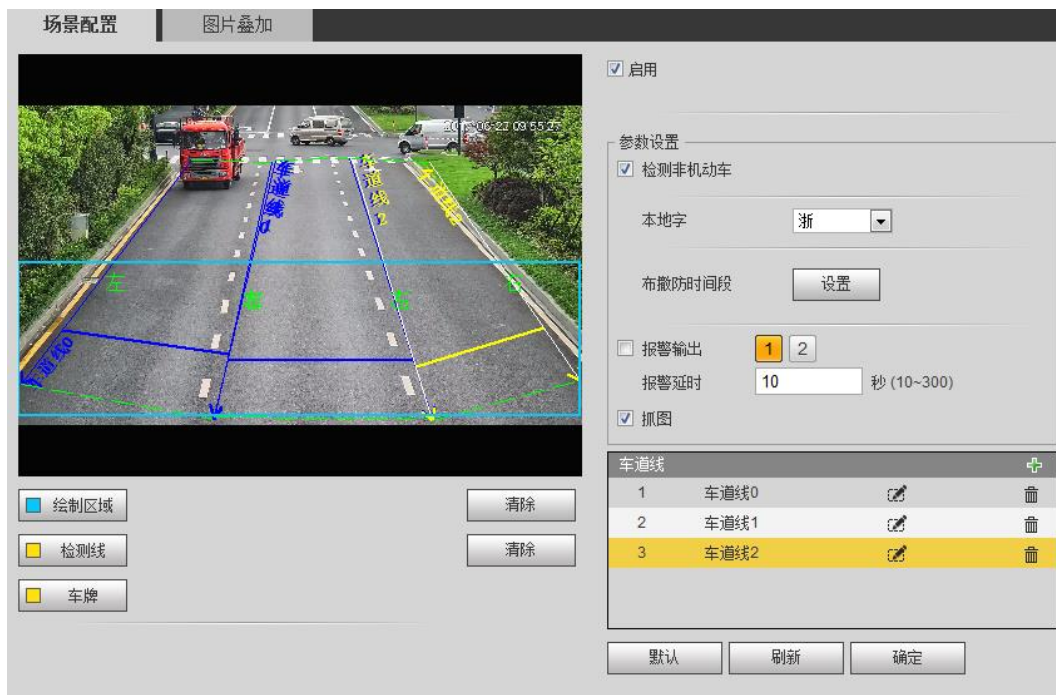 场景配置
图片叠加
启用
参数设置
检测非机动车
本地字
浙
布撤防时间段
设置
报警输出
1
2
报警延时
10
秒 (10~300)
抓图
09:55:27
车道线
2
车道线2
左
右
右
车道线0
车道线
1
车道线0
2
车道线1
3
车道线2
绘制区域
清除
检测线
清除
车牌
默认
刷新
确定